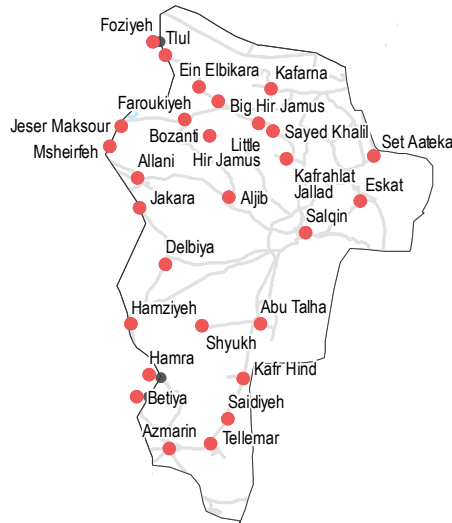 Foziyeh
Tlul
Ein Elbikara
Kafarna
Faroukiyeh
Big Hir Jamus
Jeser Maksour
Bozanti
Little
Hir Jamus
Sayed Khalil
Set Aateka
Msheirfeh
Allani
Kafrahlat
Jallad
Eskat
Jakara
Aljib
Salqin
Delbiya
Hamziyeh
Abu Talha
Shyukh
Hamra
Kafr Hind
Betiya
Saidiyeh
Azmarin
Tellemar